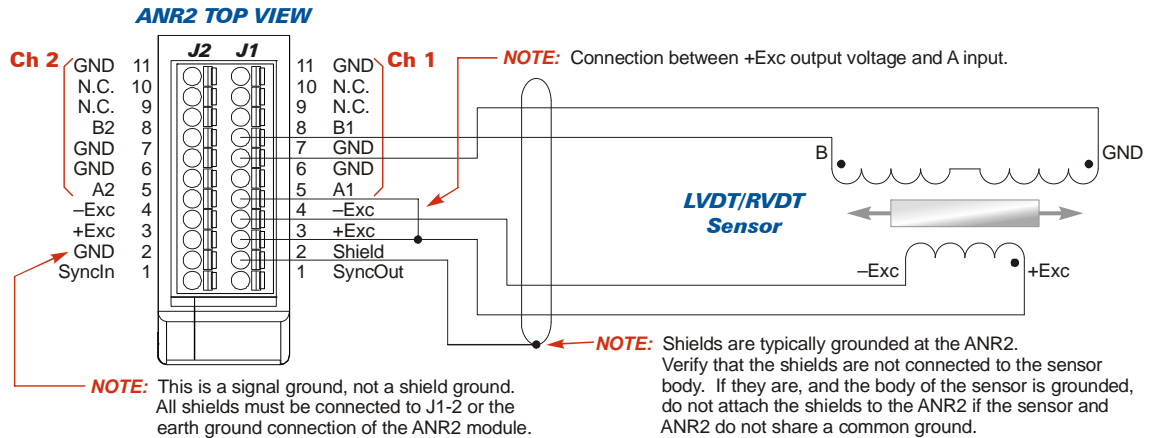 ANR2 TOP VIEW
J2 J1
Ch 2
GND 11
N.C. 10
N.C. 9
B2 8
GND 7
GND 6
A2 5
–Exc 4
+Exc 3
GND 2
SyncIn 1
11 GND
10 N.C.
9 N.C.
8 B1
7 GND
6 GND
5 A1
4 –Exc
3 +Exc
2 Shield
1 SyncOut
Ch 1
NOTE: Connection between +Exc output voltage and A input.
B
GND
LVDT/RVDT
Sensor
–Exc
+Exc
NOTE: Shields are typically grounded at the ANR2.
Verify that the shields are not connected to the sensor
body. If they are, and the body of the sensor is grounded,
do not attach the shields to the ANR2 if the sensor and
ANR2 do not share a common ground.
NOTE: This is a signal ground, not a shield ground.
All shields must be connected to J1-2 or the
earth ground connection of the ANR2 module.